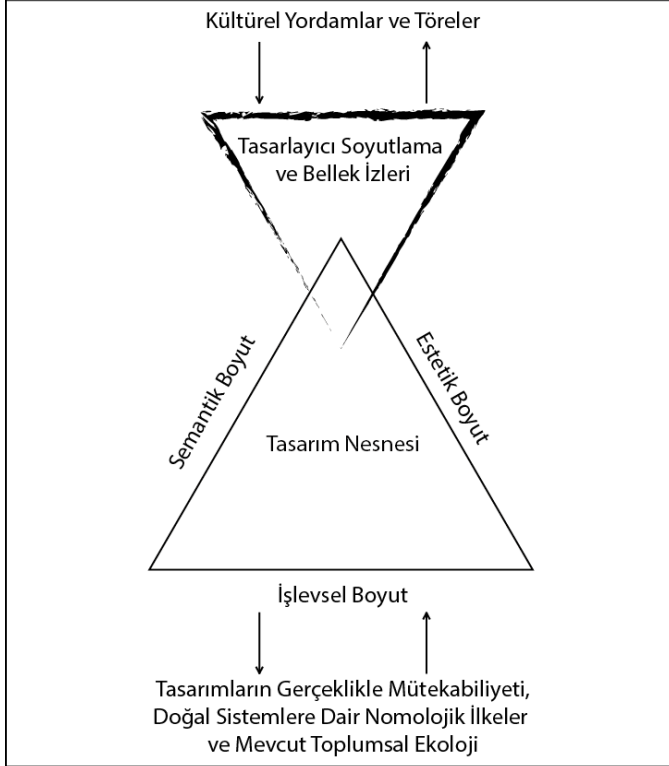 Kültürel Yordamlar ve Töreler
Tasarlayıcı Soyutlama
ve Bellek İzleri
Semantik Boyut
Estetik Boyut
Tasarım Nesnesi
İşlevsel Boyut
Tasarımların Gerçeklikle Mütekabiliyeti,
Doğal Sistemlere Dair Nomolojik İlkeler
ve Mevcut Toplumsal Ekoloji